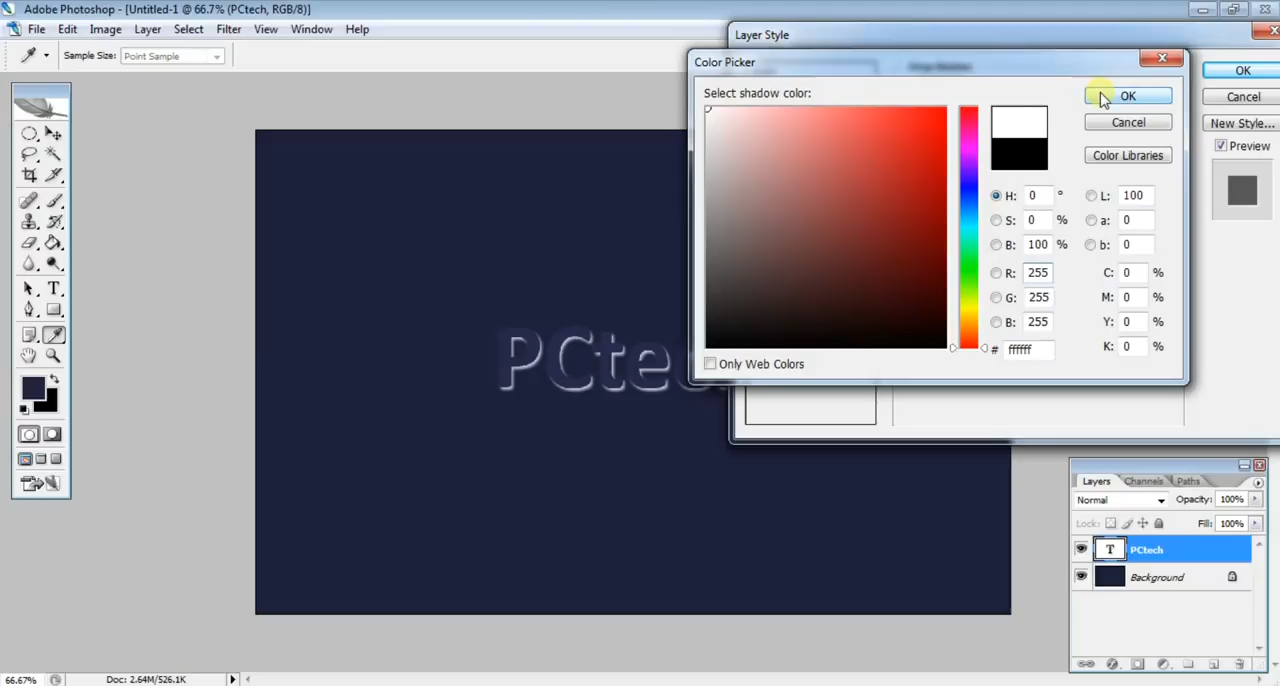 Adobe Photoshop - [Untitled-1 @ 66.7% (PCtech, RGB/8)]
File Edit Image Layer Select Filter View Window Help
Sample Size: Point Sample
Layer Style
Color Picker
Select shadow color:
OK
Cancel
Color Libraries
OK
Cancel
New Style...
Preview
H: 0 ° L: 100
S: 0 % a: 0
B: 100 % b: 0
R: 255 C: 0 %
G: 255 M: 0 %
B: 255 Y: 0 %
# ffffff K: 0 %
Only Web Colors
PCte
T
Layers Channels Paths
Normal Opacity: 100%
Lock: Fill: 100%
T PCtech
Background
66.67% Doc: 2.64M/526.1K